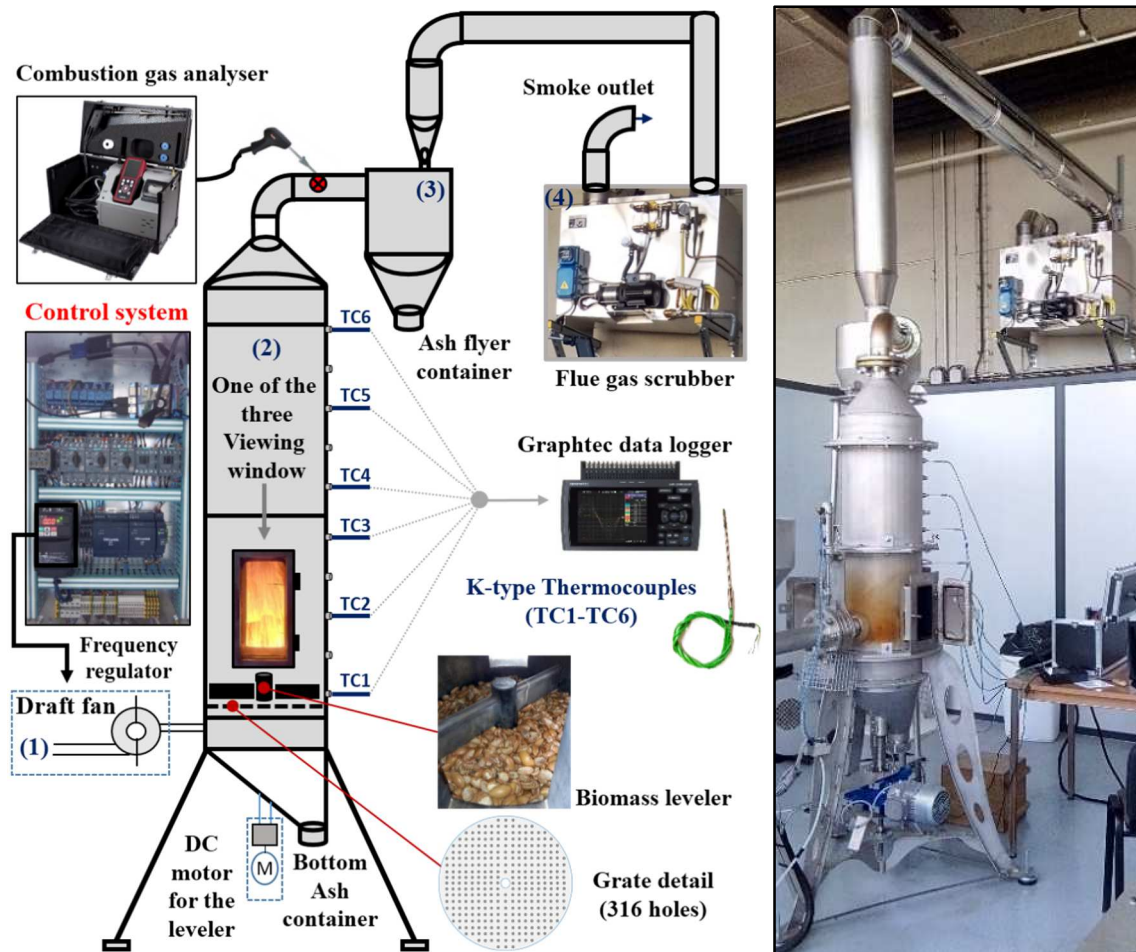 Combustion gas analyser
Smoke outlet
(3)
(4)
Control system
(2)
One of the
three
Viewing
window
TC6
TC5
TC4
TC3
TC2
TC1
Ash flyer
container
Flue gas scrubber
Graphtec data logger
K-type Thermocouples
(TC1-TC6)
Frequency
regulator
Draft fan
(1)
Biomass leveler
DC
motor
for the
leveler
M
Bottom
Ash
container
Grate detail
(316 holes)